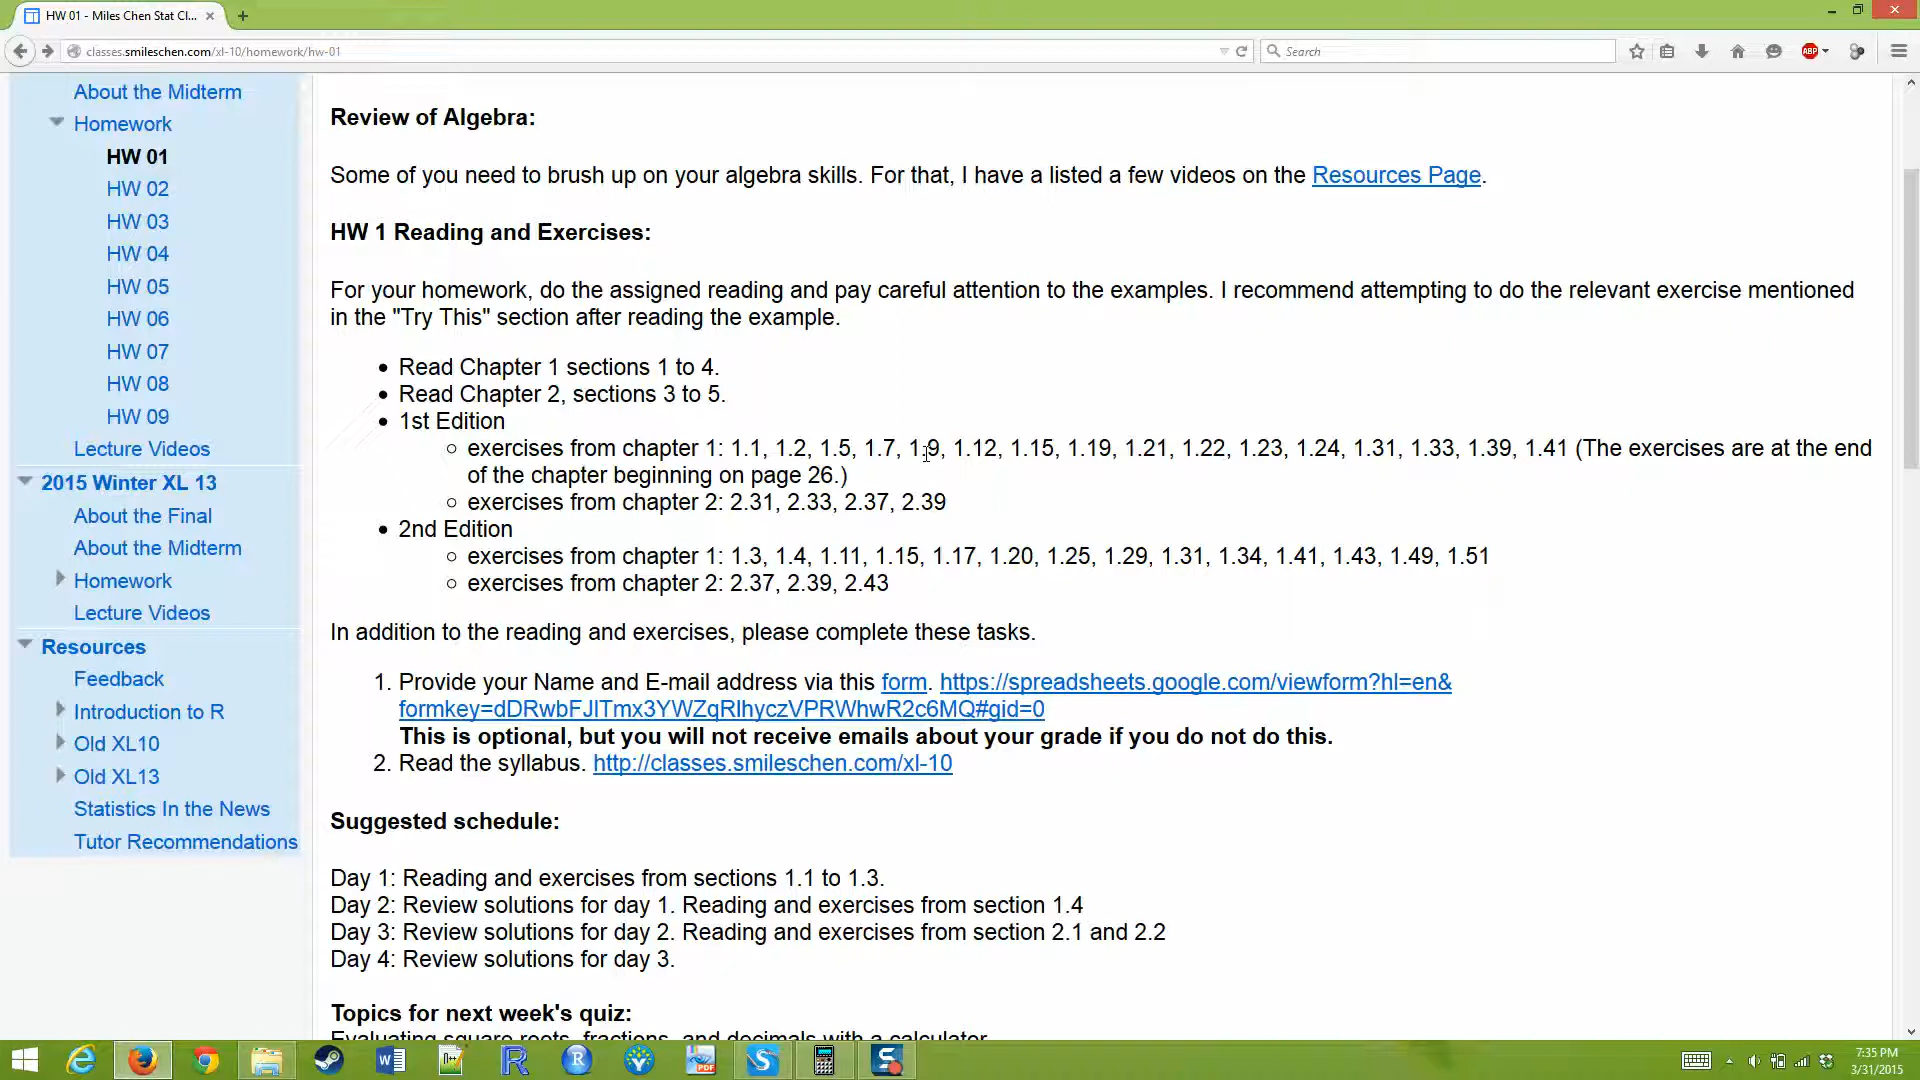 HW 01 - Miles Chen Stat Cl...
classes.smileschen.com/xl-10/homework/hw-01
Search
ABP
About the Midterm
Homework
HW 01
HW 02
HW 03
HW 04
HW 05
HW 06
HW 07
HW 08
HW 09
Lecture Videos
2015 Winter XL 13
About the Final
About the Midterm
Homework
Lecture Videos
Resources
Feedback
Introduction to R
Old XL10
Old XL13
Statistics In the News
Tutor Recommendations
Review of Algebra:
Some of you need to brush up on your algebra skills. For that, I have a listed a few videos on the Resources Page.
HW 1 Reading and Exercises:
For your homework, do the assigned reading and pay careful attention to the examples. I recommend attempting to do the relevant exercise mentioned
in the "Try This" section after reading the example.
Read Chapter 1 sections 1 to 4.
Read Chapter 2, sections 3 to 5.
1st Edition
exercises from chapter 1: 1.1, 1.2, 1.5, 1.7, 1.9, 1.12, 1.15, 1.19, 1.21, 1.22, 1.23, 1.24, 1.31, 1.33, 1.39, 1.41 (The exercises are at the end
of the chapter beginning on page 26.)
exercises from chapter 2: 2.31, 2.33, 2.37, 2.39
2nd Edition
exercises from chapter 1: 1.3, 1.4, 1.11, 1.15, 1.17, 1.20, 1.25, 1.29, 1.31, 1.34, 1.41, 1.43, 1.49, 1.51
exercises from chapter 2: 2.37, 2.39, 2.43
In addition to the reading and exercises, please complete these tasks.
1. Provide your Name and E-mail address via this form. https://spreadsheets.google.com/viewform?hl=en&
formkey=dDRwbFJlTmx3YWZqRlhyczVPRWhwR2c6MQ#gid=0
This is optional, but you will not receive emails about your grade if you do not do this.
2. Read the syllabus. http://classes.smileschen.com/xl-10
Suggested schedule:
Day 1: Reading and exercises from sections 1.1 to 1.3.
Day 2: Review solutions for day 1. Reading and exercises from section 1.4
Day 3: Review solutions for day 2. Reading and exercises from section 2.1 and 2.2
Day 4: Review solutions for day 3.
Topics for next week's quiz:
Evaluating square roots, fractions, and decimals with a calculator
7:35 PM
3/31/2015